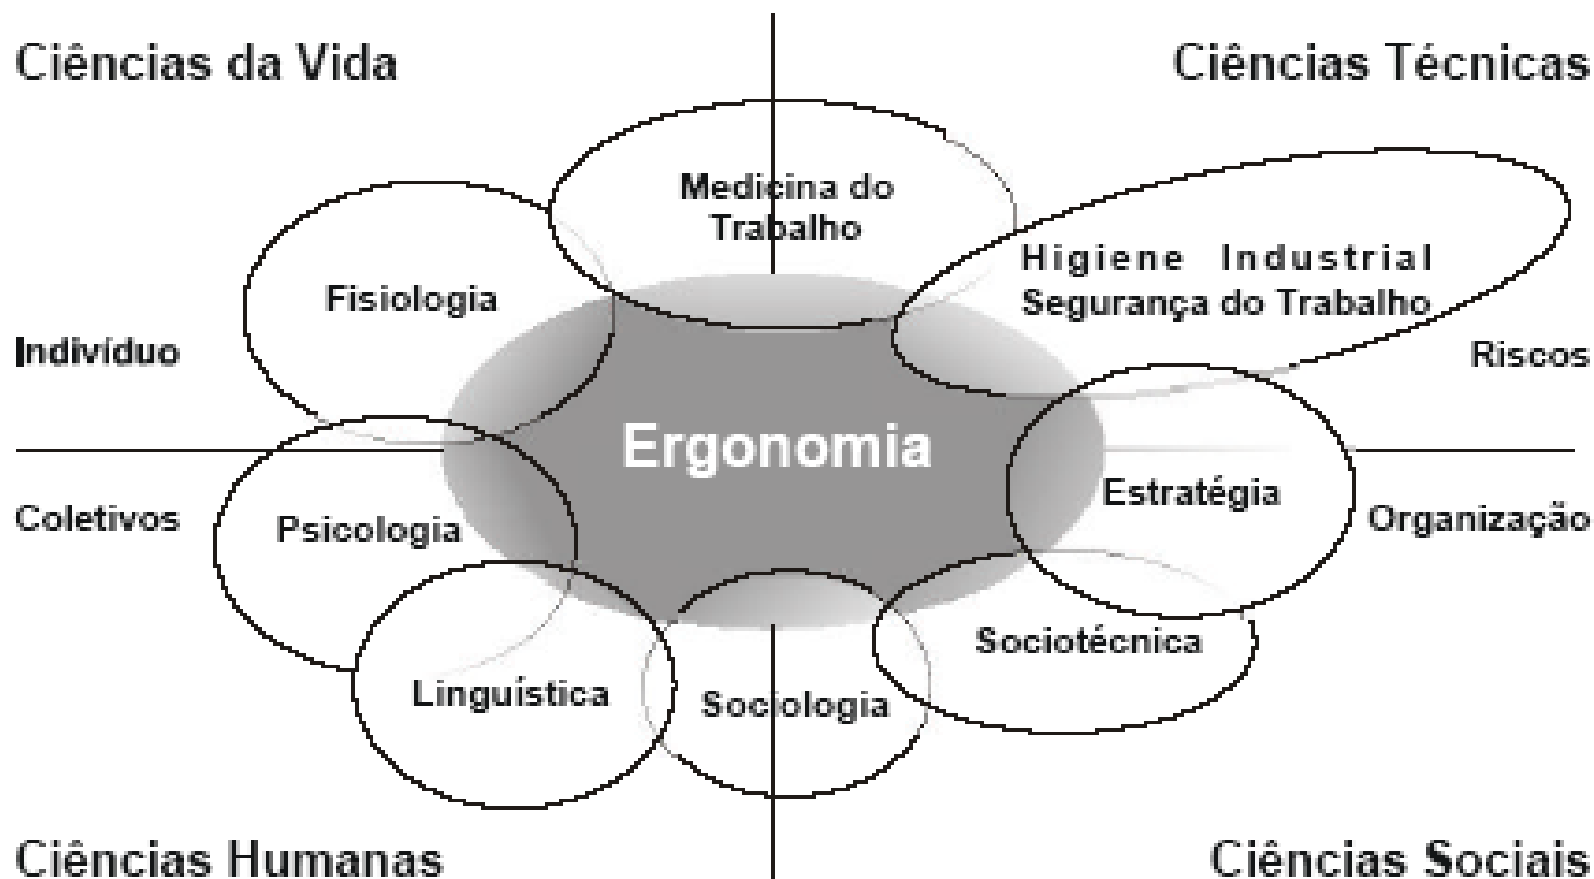 Ciências da Vida
Ciências Técnicas
Medicina do
Trabalho
Higiene Industrial
Segurança do Trabalho
Fisiologia
Indivíduo
Riscos
Ergonomia
Estratégia
Coletivos
Psicologia
Organização
Sociotécnica
Linguística
Sociologia
Ciências Humanas
Ciências Sociais